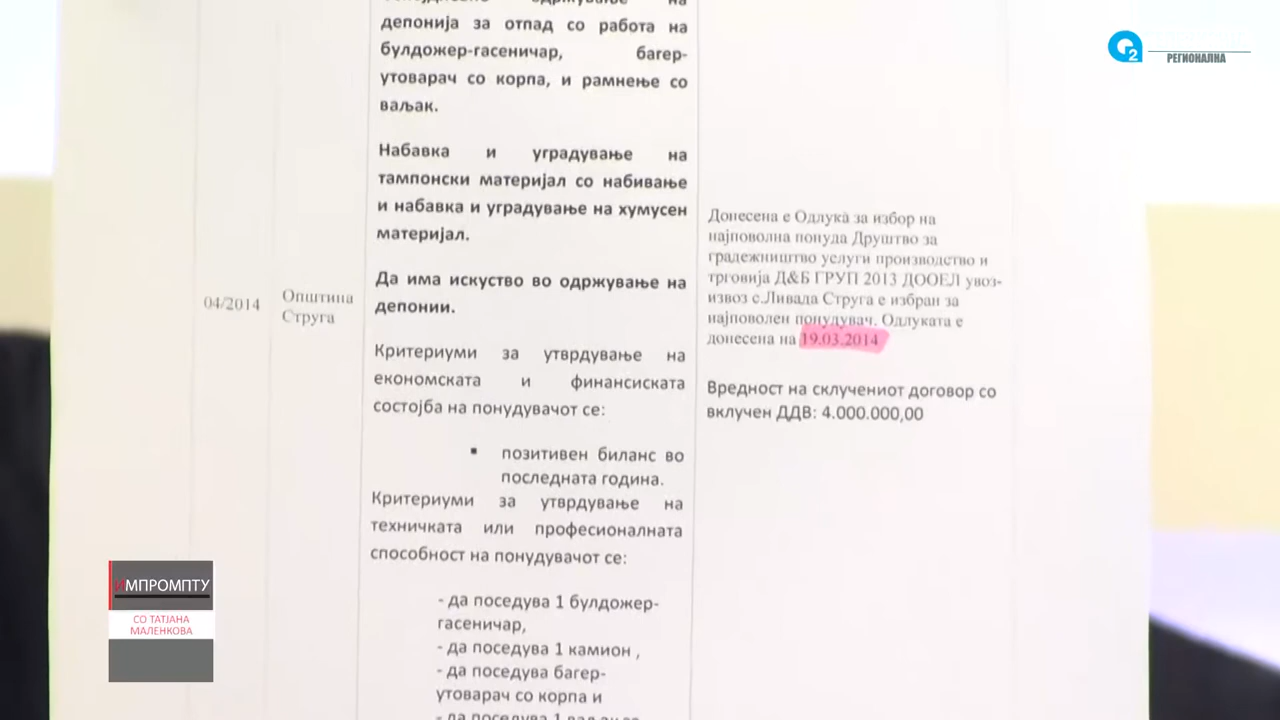 на
депонија за отпад со работа на
булдожер-гасеничар, багер-
утоварач со корпа, и рамнење со
ваљак.
Набавка и уградување на
тампонски материјал со набивање
и набавка и уградување на хумусен
материјал.
Да има искуство во одржување на
депонии.
Критериуми за утврдување на
економската и финансиската
состојба на понудувачот се:
▪ позитивен биланс во
последната година.
Критериуми за утврдување на
техничката или професионалната
способност на понудувачот се:
- да поседува 1 булдожер-
гасеничар,
- да поседува 1 камион ,
- да поседува багер-
утоварач со корпа и
- да поседува 1
04/2014
Општина
Струга
Донесена е Одлука за избор на
најповолна понуда Друштво за
градежништво услуги производство и
трговија Д&Б ГРУП 2013 ДООЕЛ увоз-
извоз с.Ливада Струга е избран за
најповолен понудувач. Одлуката е
донесена на 19.03.2014
Вредност на склучениот договор со
вклучен ДДВ: 4.000.000,00
2
РЕГИОНАЛНА
ИМПРОМПТУ
СО ТАТЈАНА
МАЛЕНКОВА